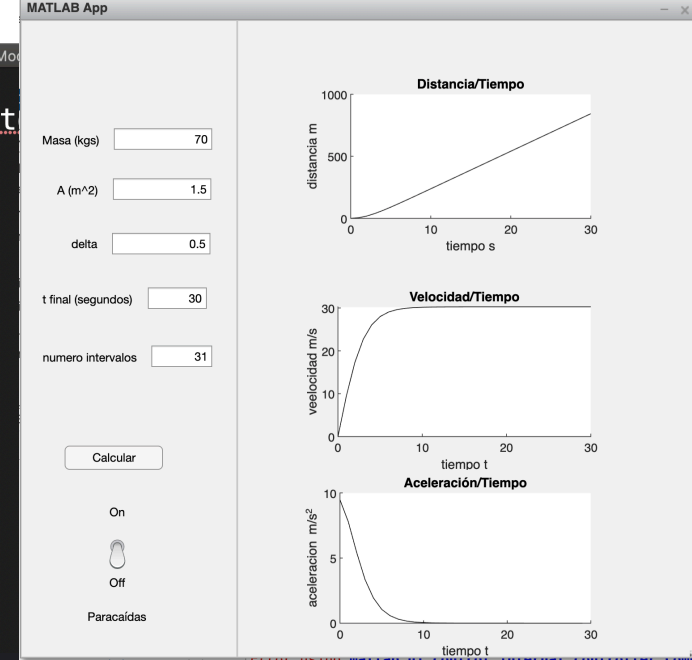 MATLAB App
Mod
t
Masa (kgs) 70
A (m^2) 1.5
delta 0.5
t final (segundos) 30
numero intervalos 31
Calcular
On
Off
Paracaídas
Distancia/Tiempo
distancia m
1000
500
0
0 10 20 30
tiempo s
Velocidad/Tiempo
veelocidad m/s
30
20
10
0
0 10 20 30
tiempo t
Aceleración/Tiempo
aceleracion m/s²
10
5
0
0 10 20 30
tiempo t